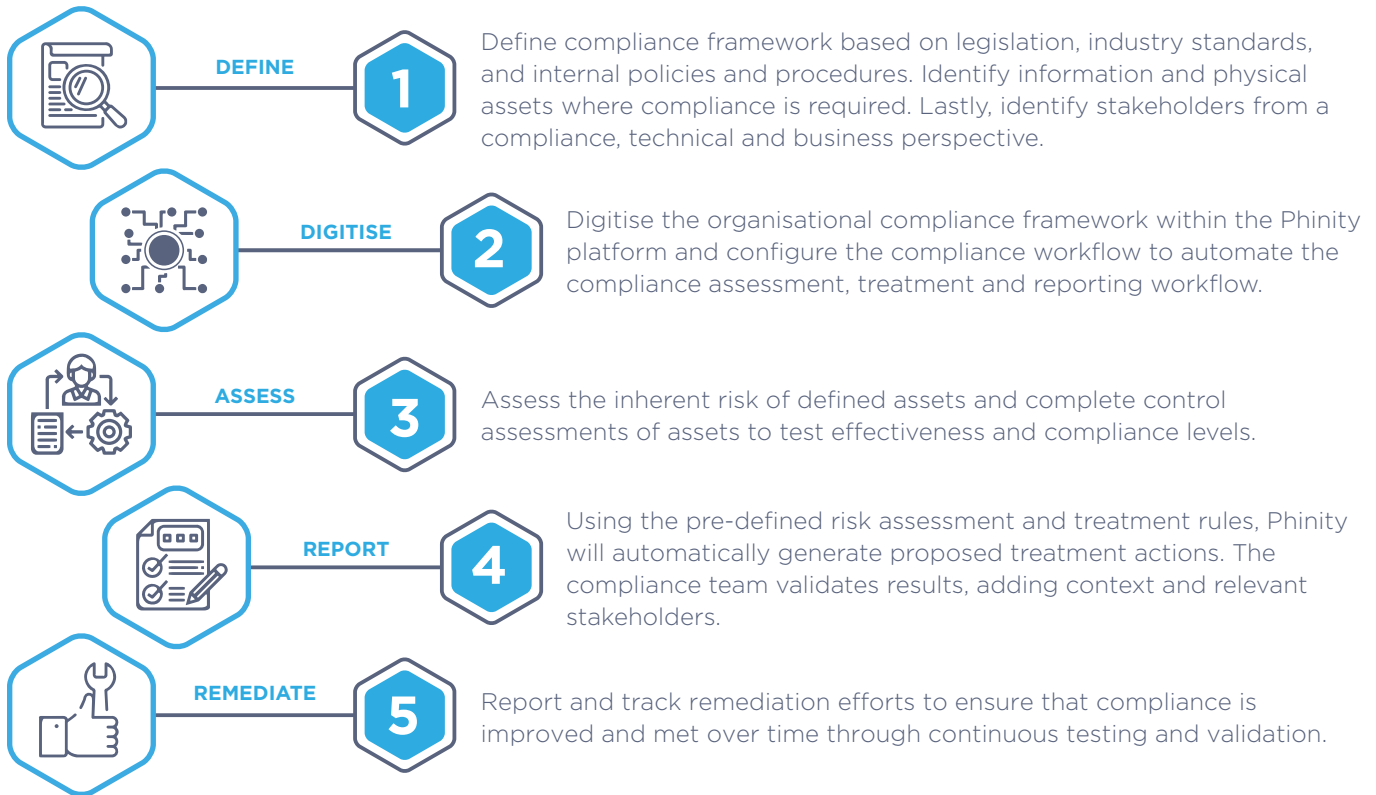 DEFINE
1
Define compliance framework based on legislation, industry standards,
and internal policies and procedures. Identify information and physical
assets where compliance is required. Lastly, identify stakeholders from a
compliance, technical and business perspective.
DIGITISE
2
Digitise the organisational compliance framework within the Phinity
platform and configure the compliance workflow to automate the
compliance assessment, treatment and reporting workflow.
ASSESS
3
Assess the inherent risk of defined assets and complete control
assessments of assets to test effectiveness and compliance levels.
REPORT
4
Using the pre-defined risk assessment and treatment rules, Phinity
will automatically generate proposed treatment actions. The
compliance team validates results, adding context and relevant
stakeholders.
REMEDIATE
5
Report and track remediation efforts to ensure that compliance is
improved and met over time through continuous testing and validation.